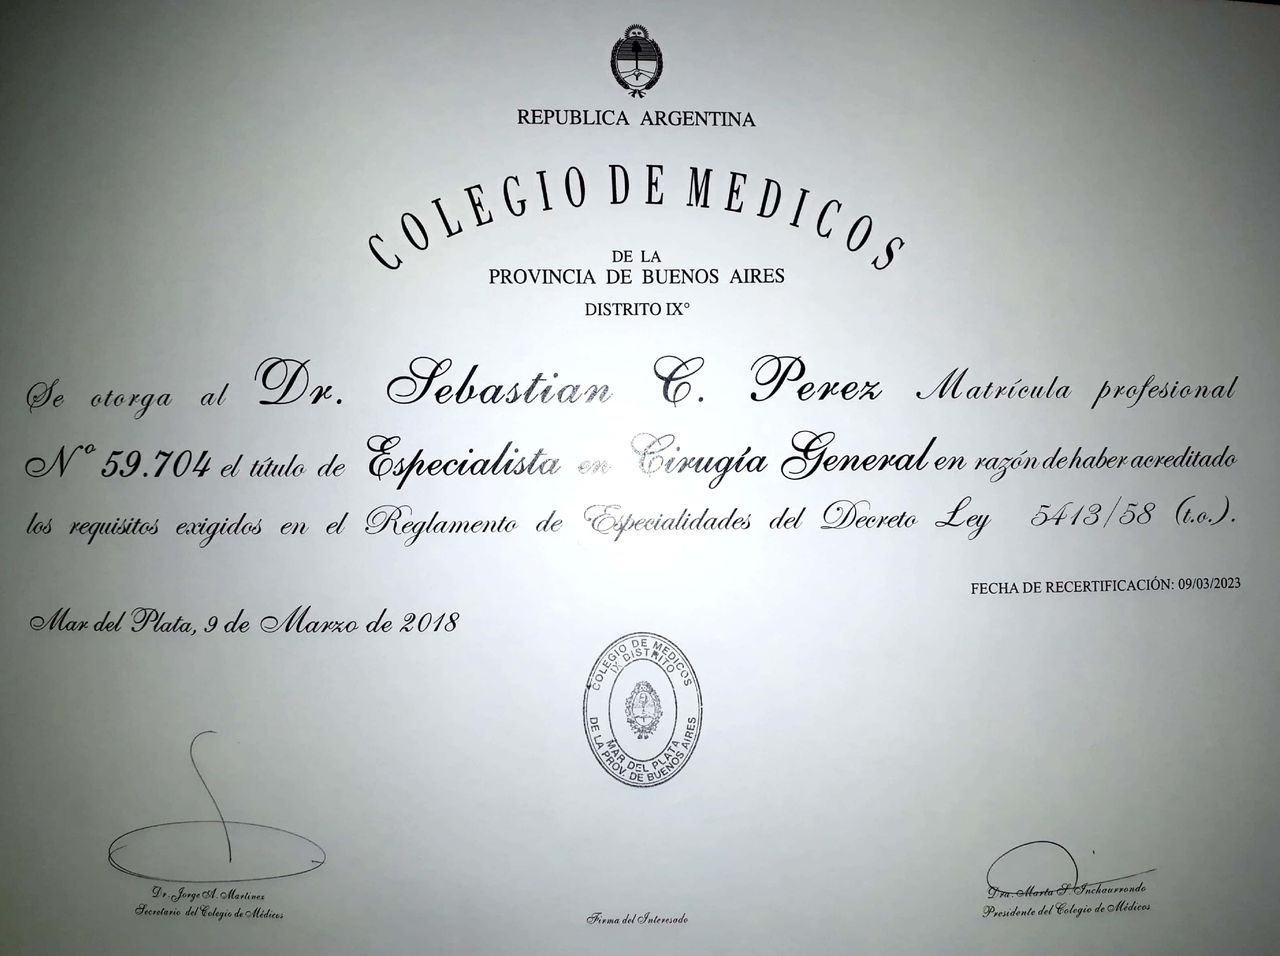 REPUBLICA ARGENTINA
COLEGIO DE MEDICOS
DE LA
PROVINCIA DE BUENOS AIRES
DISTRITO IX°
Se otorga al Dr. Sebastian C. Perez Matrícula profesional
Nº 59.704 el título de Especialista en Cirugía General en razón de haber acreditado
los requisitos exigidos en el Reglamento de Especialidades del Decreto Ley 5413/58 (t.o.).
FECHA DE RECERTIFICACIÓN: 09/03/2023
Mar del Plata, 9 de Marzo de 2018
COLEGIO DE MEDICOS
IX DISTRITO
MAR DEL PLATA
DE LA PROV. DE BUENOS AIRES
Dr. Jorge A. Martinez
Secretario del Colegio de Médicos
Firma del Interesado
Dra. Marta S. Inchaurrondo
Presidente del Colegio de Médicos